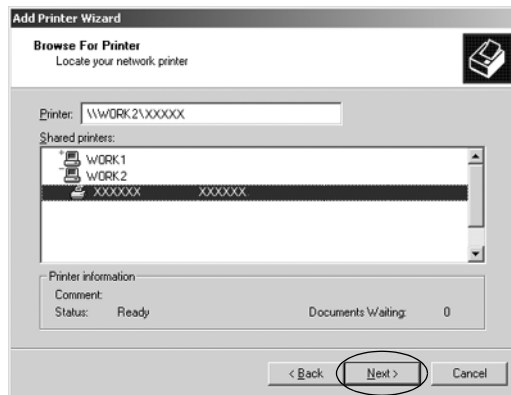 Add Printer Wizard
Browse For Printer
Locate your network printer
Printer: \\WORK2\XXXXX
Shared printers:
WORK1
WORK2
XXXXXX XXXXXX
Printer information
Comment:
Status: Ready Documents Waiting: 0
< Back Next > Cancel